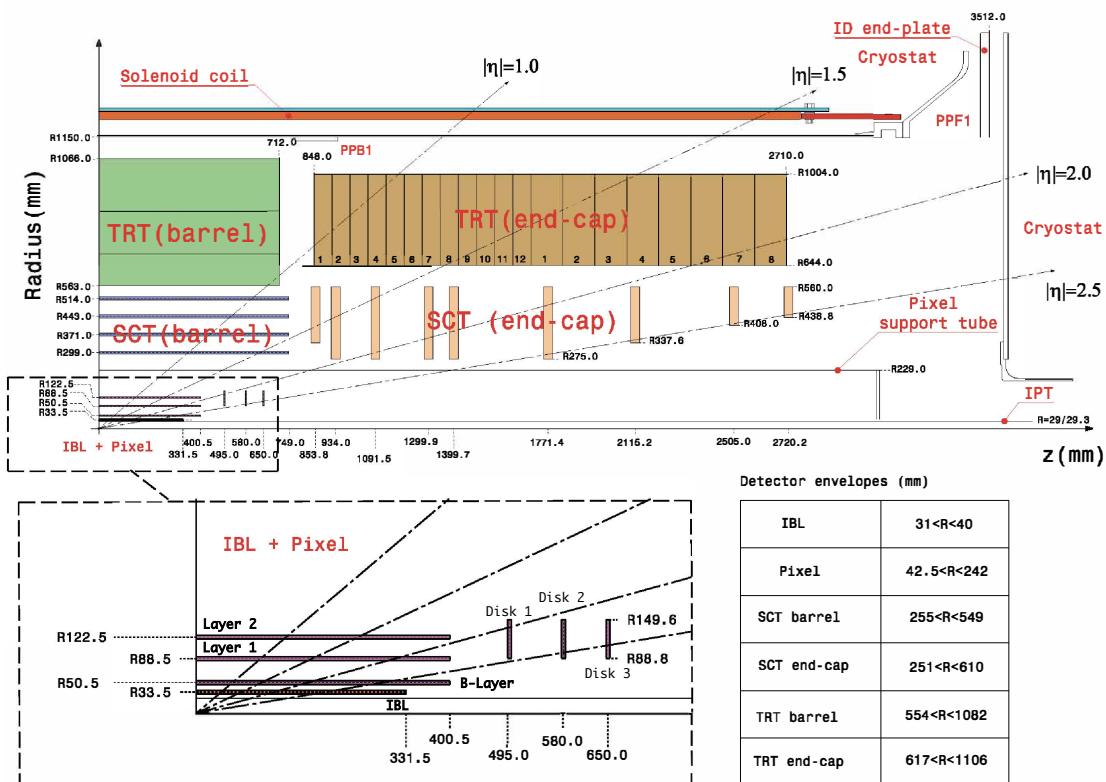 3512.0
ID end-plate
Cryostat
|η|=1.0
|η|=1.5
Solenoid coil
PPF1
R1150.0
712.0
PPB1
R1066.0
848.0
2710.0
R1004.0
|η|=2.0
Radius(mm)
TRT(barrel)
TRT(end-cap)
Cryostat
1 2 3 4 5 6 7 8 9 10 11 12 1 2 3 4 5 6 7 8
R644.0
R563.0
R560.0
R514.0
|η|=2.5
R443.0
SCT(barrel)
SCT (end-cap)
R438.8
R408.0
Pixel
support tube
R371.0
R337.6
R299.0
R275.0
R229.0
R122.5
R88.5
R50.5
R33.5
IPT
R=29/29.3
IBL + Pixel
400.5 580.0 749.0 934.0 1299.9 1771.4 2115.2 2505.0 2720.2
331.5 495.0 650.0 853.8 1091.5 1399.7
z(mm)
IBL + Pixel
Disk 1
Disk 2
Layer 2
R149.6
R122.5
Layer 1
R88.5
R88.8
Disk 3
R50.5
B-Layer
R33.5
IBL
400.5
331.5
495.0
580.0
650.0
Detector envelopes (mm)
IBL 31<R<40
Pixel 42.5<R<242
SCT barrel 255<R<549
SCT end-cap 251<R<610
TRT barrel 554<R<1082
TRT end-cap 617<R<1106